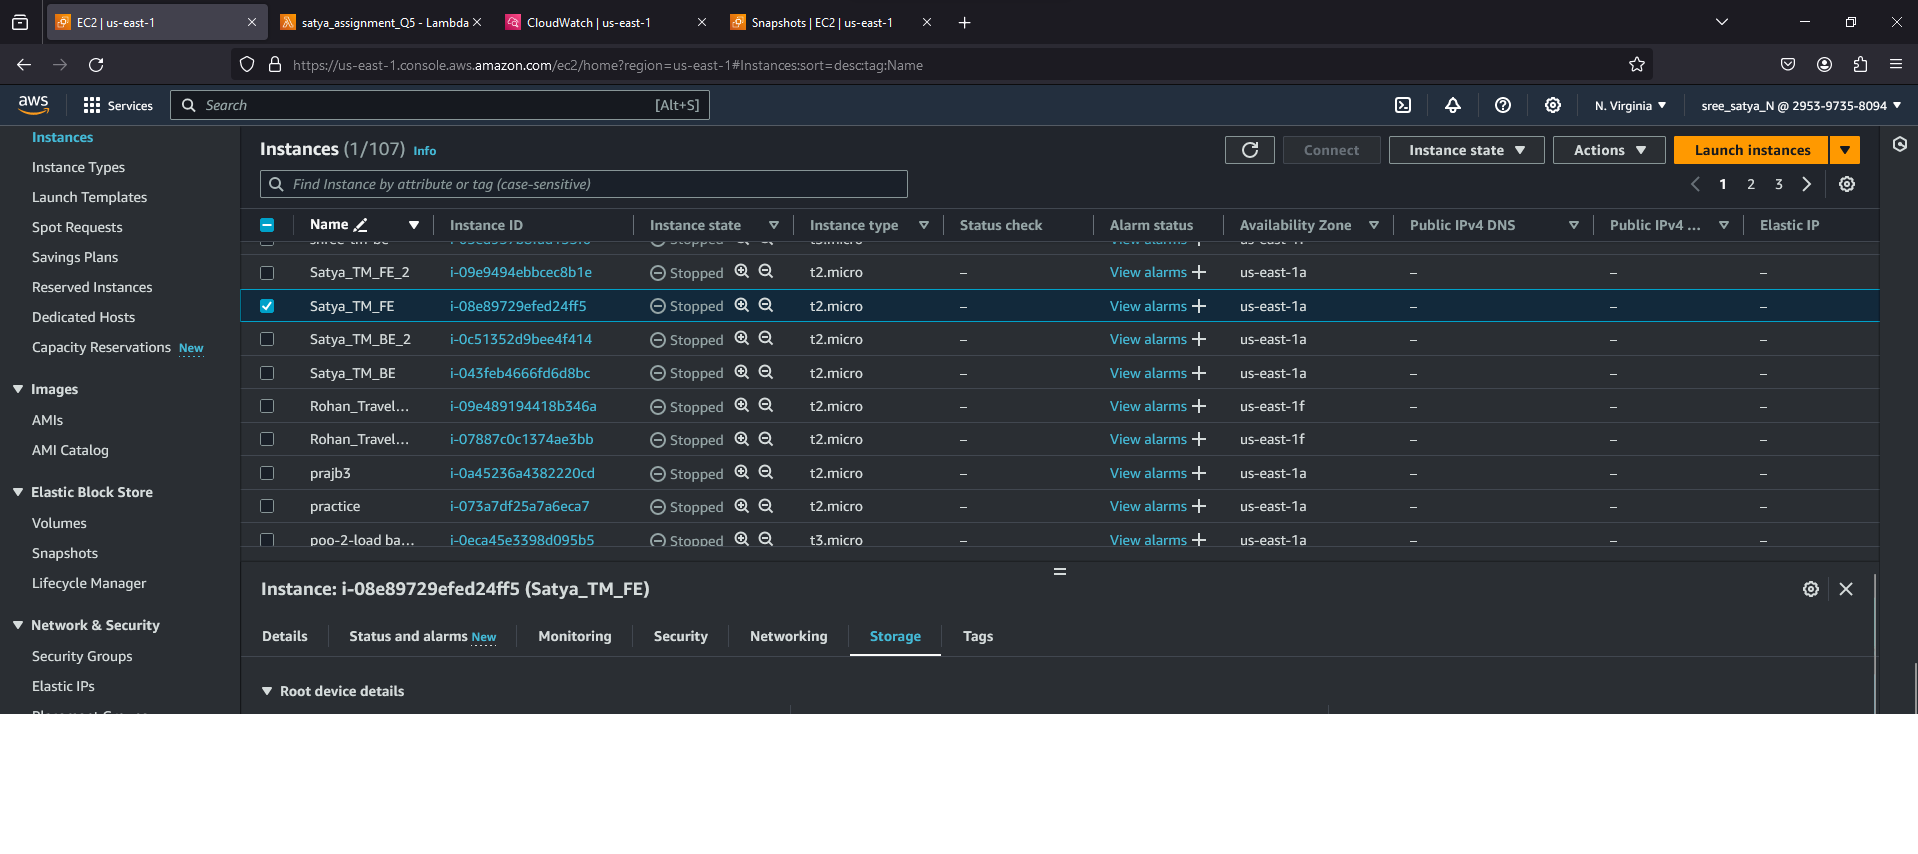 EC2 | us-east-1
satya_assignment_Q5 - Lambda
CloudWatch | us-east-1
Snapshots | EC2 | us-east-1
https://us-east-1.console.aws.amazon.com/ec2/home?region=us-east-1#Instances:sort=desc:tag:Name
aws
Services
Search
[Alt+S]
N. Virginia
sree_satya_N @ 2953-9735-8094
Instances
Instance Types
Launch Templates
Spot Requests
Savings Plans
Reserved Instances
Dedicated Hosts
Capacity Reservations New
Images
AMIs
AMI Catalog
Elastic Block Store
Volumes
Snapshots
Lifecycle Manager
Network & Security
Security Groups
Elastic IPs
Instances (1/107) Info
Connect
Instance state
Actions
Launch instances
Find Instance by attribute or tag (case-sensitive)
1 2 3
Name Instance ID Instance state Instance type Status check Alarm status Availability Zone Public IPv4 DNS Public IPv4 ... Elastic IP
Satya_TM_FE_2 i-09e9494ebbcec8b1e Stopped t2.micro – View alarms + us-east-1a – – –
Satya_TM_FE i-08e89729efed24ff5 Stopped t2.micro – View alarms + us-east-1a – – –
Satya_TM_BE_2 i-0c51352d9bee4f414 Stopped t2.micro – View alarms + us-east-1a – – –
Satya_TM_BE i-043feb4666fd6d8bc Stopped t2.micro – View alarms + us-east-1a – – –
Rohan_Travel... i-09e489194418b346a Stopped t2.micro – View alarms + us-east-1f – – –
Rohan_Travel... i-07887c0c1374ae3bb Stopped t2.micro – View alarms + us-east-1f – – –
prajb3 i-0a45236a4382220cd Stopped t2.micro – View alarms + us-east-1a – – –
practice i-073a7df25a7a6eca7 Stopped t2.micro – View alarms + us-east-1a – – –
poo-2-load ba... i-0eca45e3398d095b5 Stopped t3.micro – View alarms + us-east-1a – – –
Instance: i-08e89729efed24ff5 (Satya_TM_FE)
Details
Status and alarms New
Monitoring
Security
Networking
Storage
Tags
Root device details